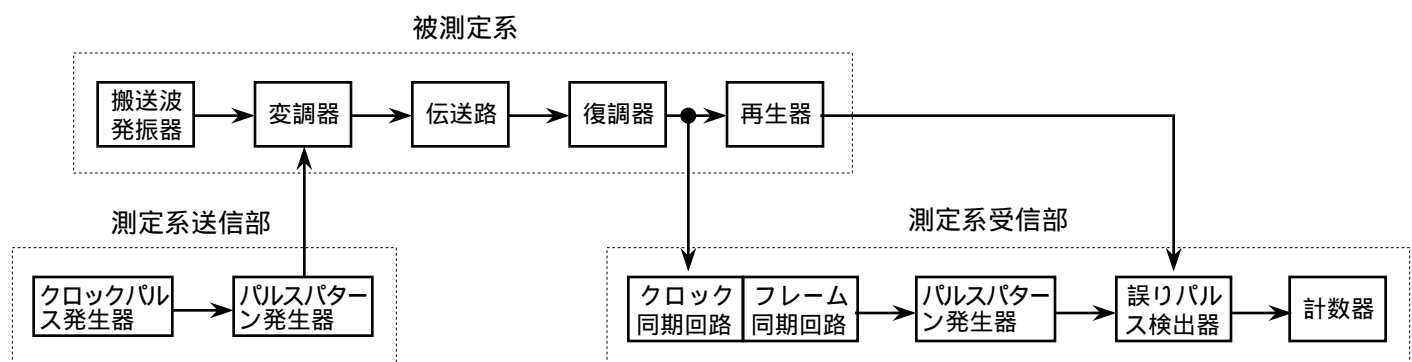 被測定系
搬送波
発振器
変調器
伝送路
復調器
再生器
測定系送信部
測定系受信部
クロックパル
ス発生器
パルスパター
ン発生器
クロック
同期回路
フレーム
同期回路
パルスパター
ン発生器
誤りパル
ス検出器
計数器